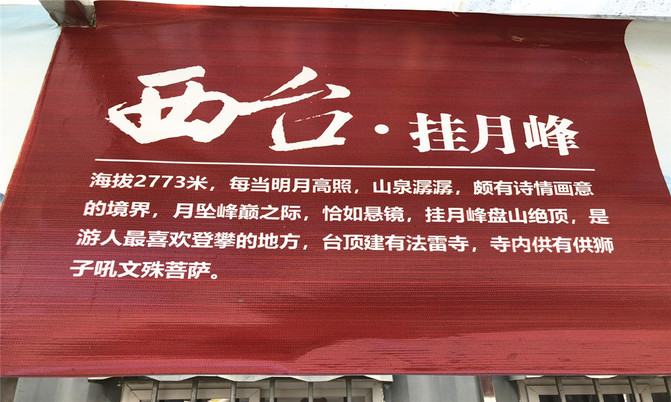 西台·挂月峰
海拔2773米，每当明月高照，山泉潺潺，颇有诗情画意
的境界，月坠峰巅之际，恰如悬镜，挂月峰盘山绝顶，是
游人最喜欢登攀的地方，台顶建有法雷寺，寺内供有供狮
子吼文殊菩萨。